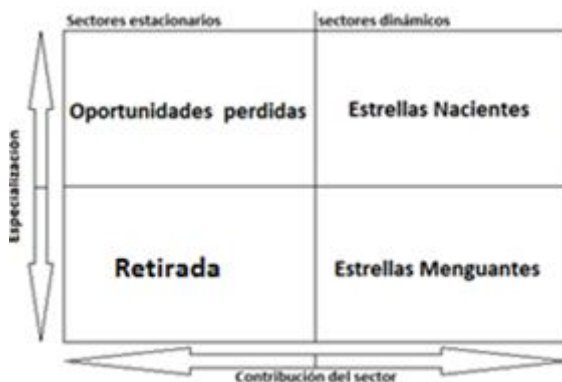 Sectores estacionarios
sectores dinámicos
Oportunidades perdidas
Estrellas Nacientes
Especialización
Retirada
Estrellas Menguantes
Contribución del sector